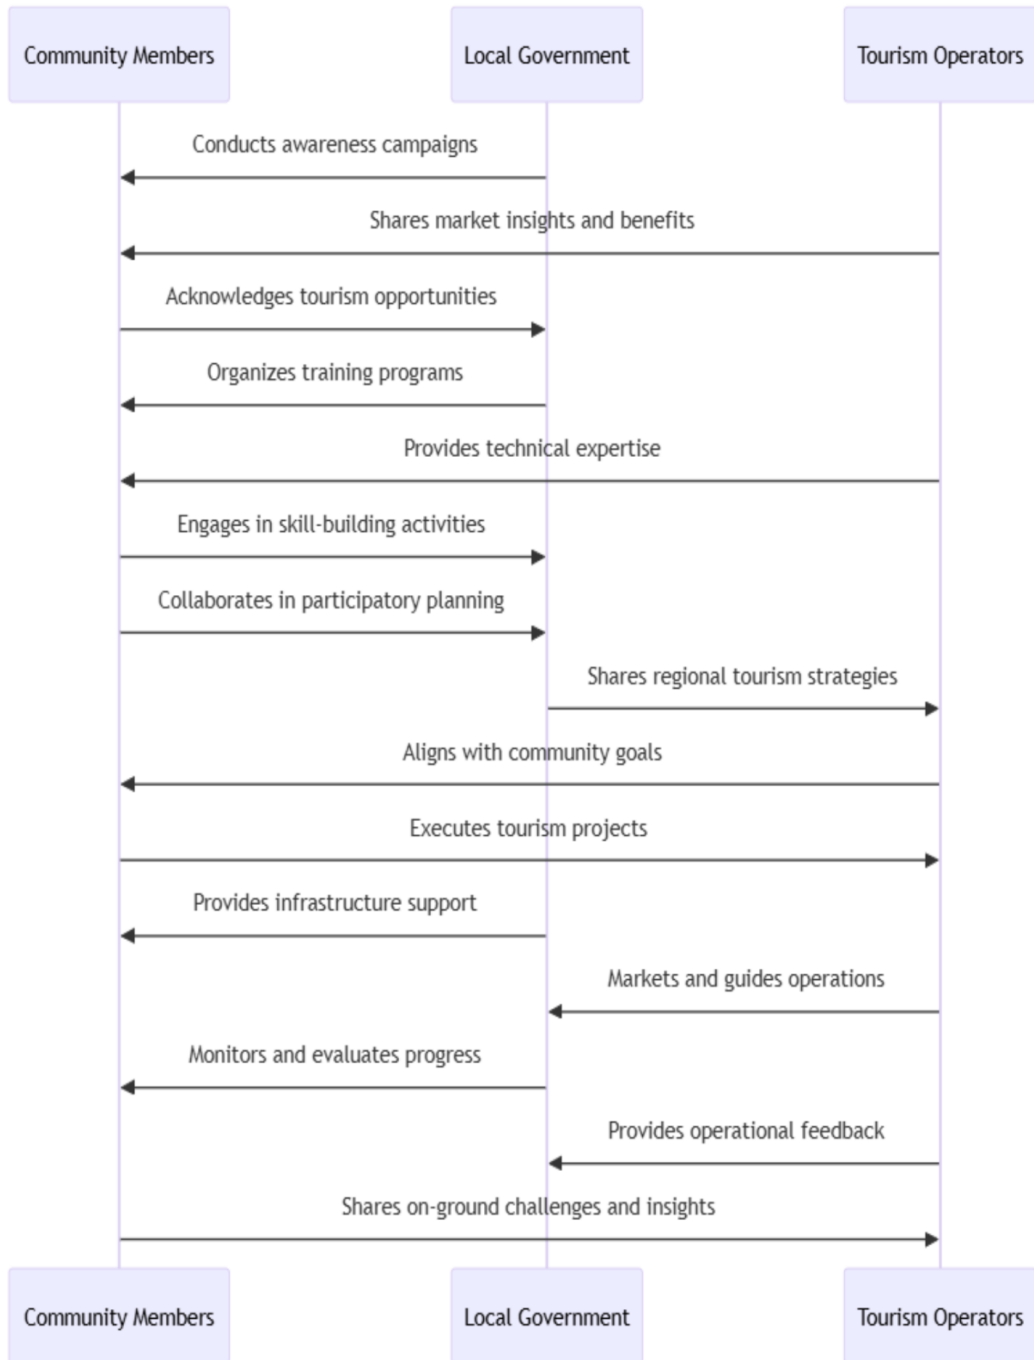 Community Members
Local Government
Tourism Operators
Conducts awareness campaigns
Shares market insights and benefits
Acknowledges tourism opportunities
Organizes training programs
Provides technical expertise
Engages in skill-building activities
Collaborates in participatory planning
Shares regional tourism strategies
Aligns with community goals
Executes tourism projects
Provides infrastructure support
Markets and guides operations
Monitors and evaluates progress
Provides operational feedback
Shares on-ground challenges and insights
Community Members
Local Government
Tourism Operators